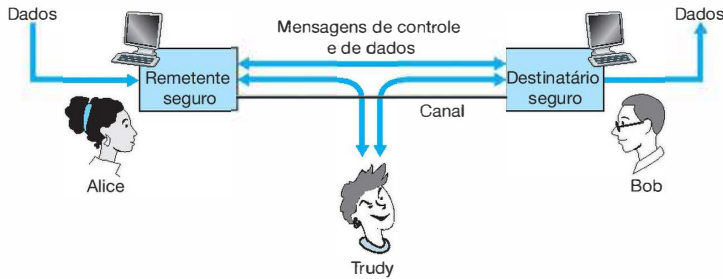 Dados
Mensagens de controle
e de dados
Dados
Remetente
seguro
Destinatário
seguro
Canal
Alice
Bob
Trudy